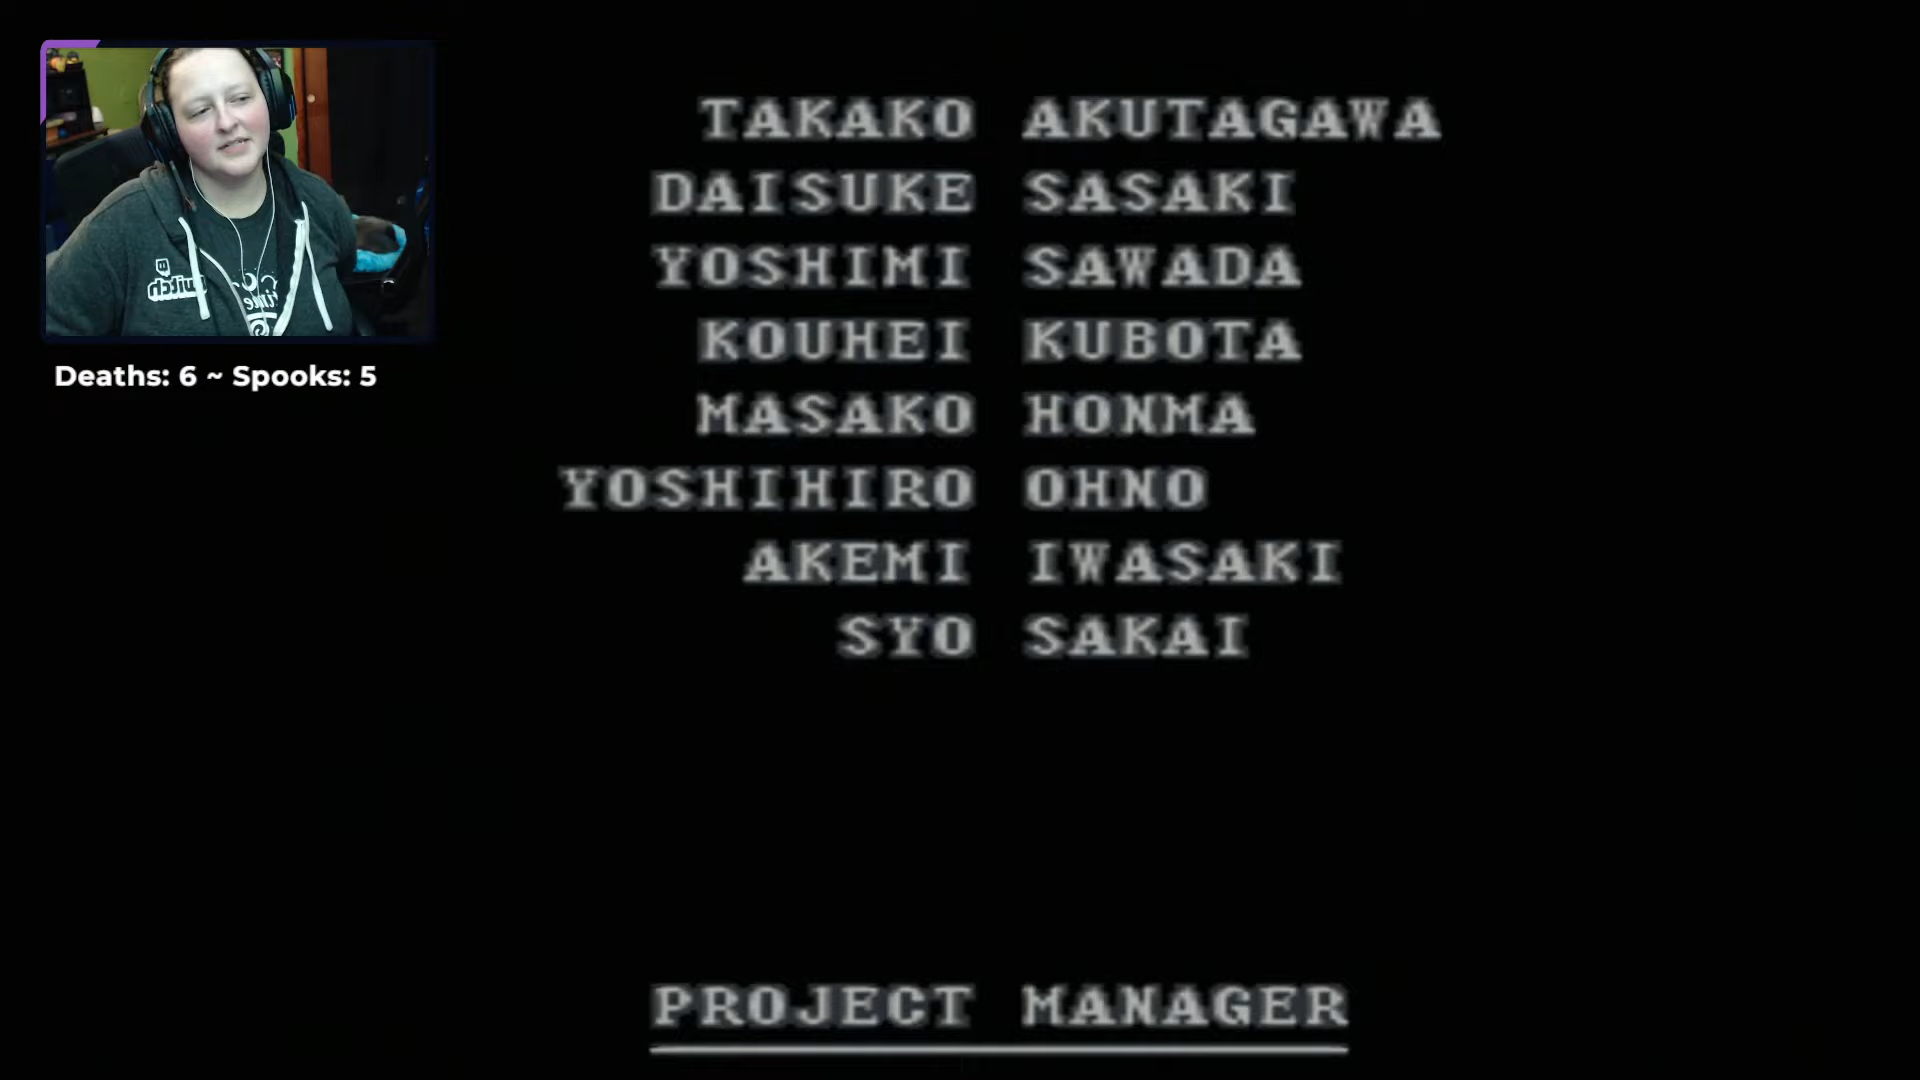 TAKAKO AKUTAGAWA
DAISUKE SASAKI
YOSHIMI SAWADA
KOUHEI KUBOTA
MASAKO HONMA
YOSHIHIRO OHNO
AKEMI IWASAKI
SYO SAKAI
PROJECT MANAGER
Deaths: 6 ~ Spooks: 5
twitch